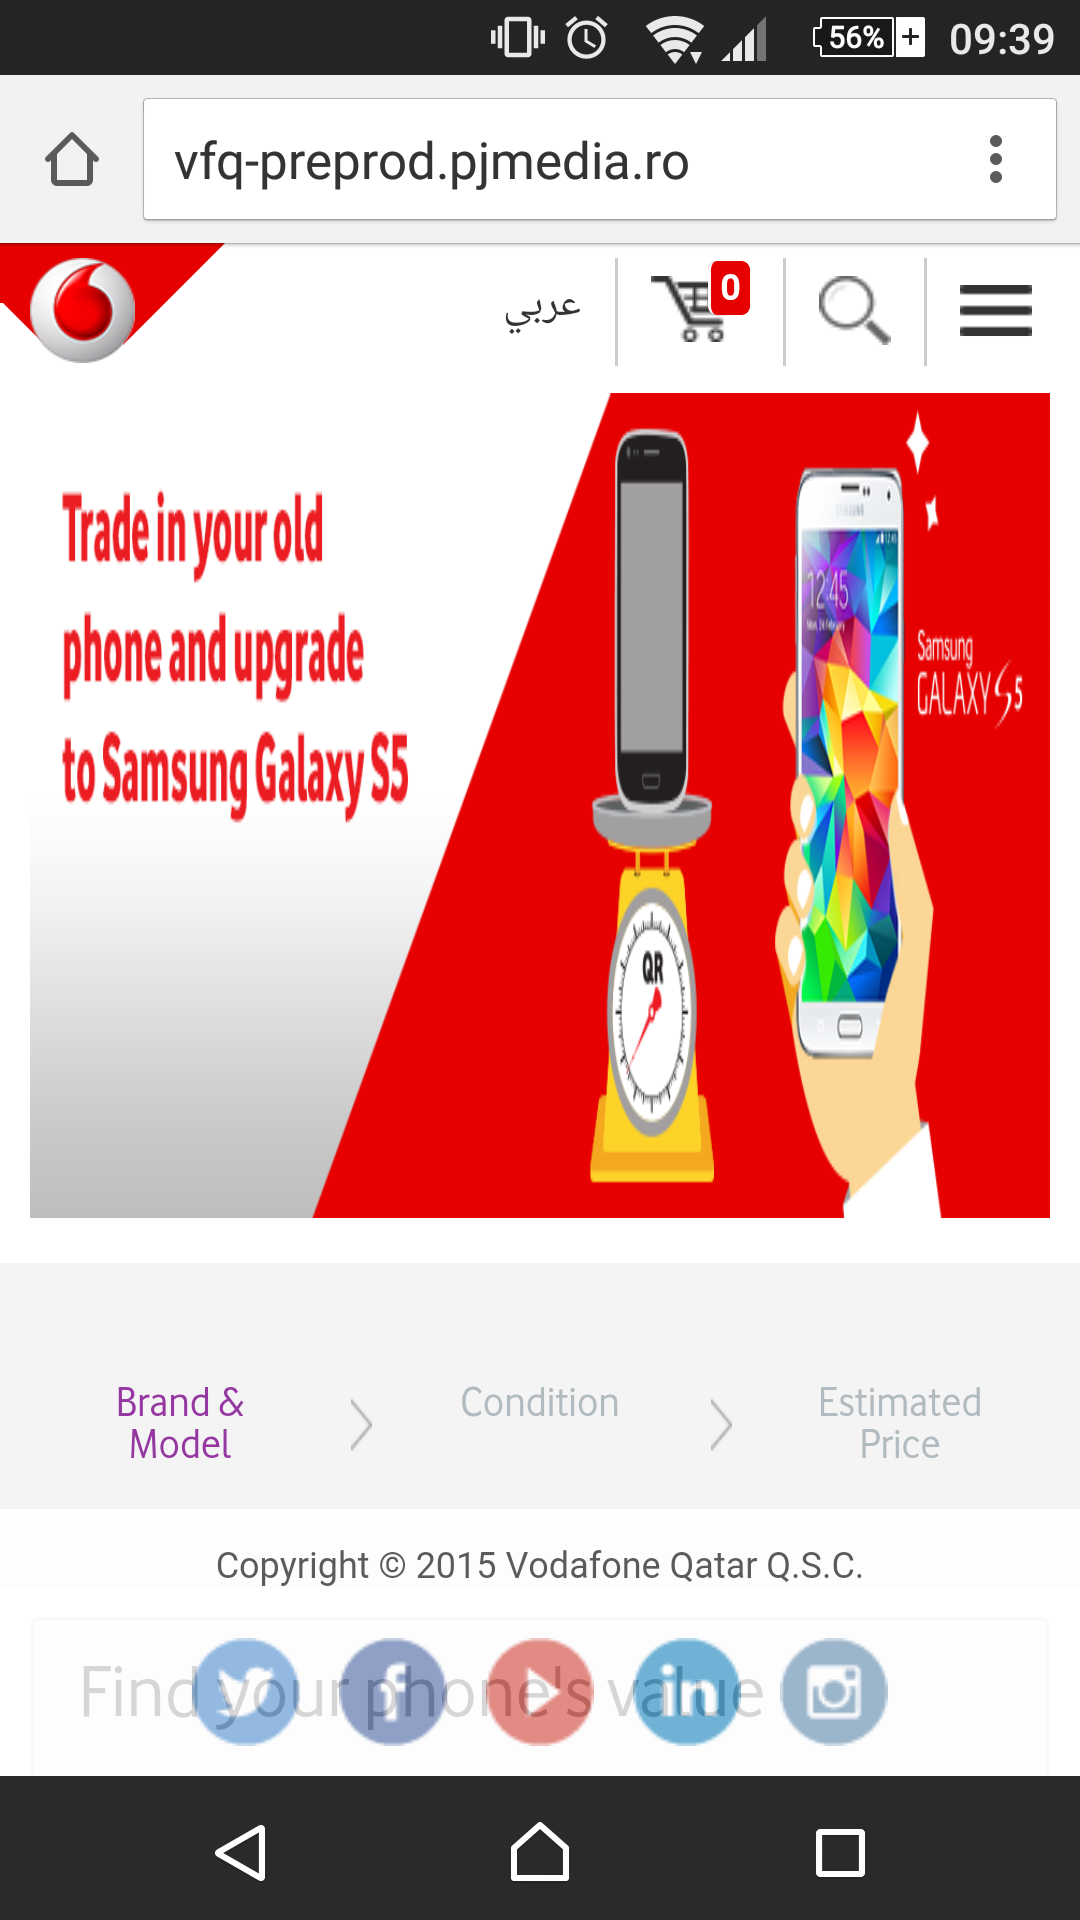 56%
09:39
vfq-preprod.pjmedia.ro
عربي
0
Trade in your old
phone and upgrade
to Samsung Galaxy S5
SAMSUNG
12:45
Samsung
GALAXY S5
QR
Brand &
Model
Condition
Estimated
Price
Copyright © 2015 Vodafone Qatar Q.S.C.
Find your phone's value